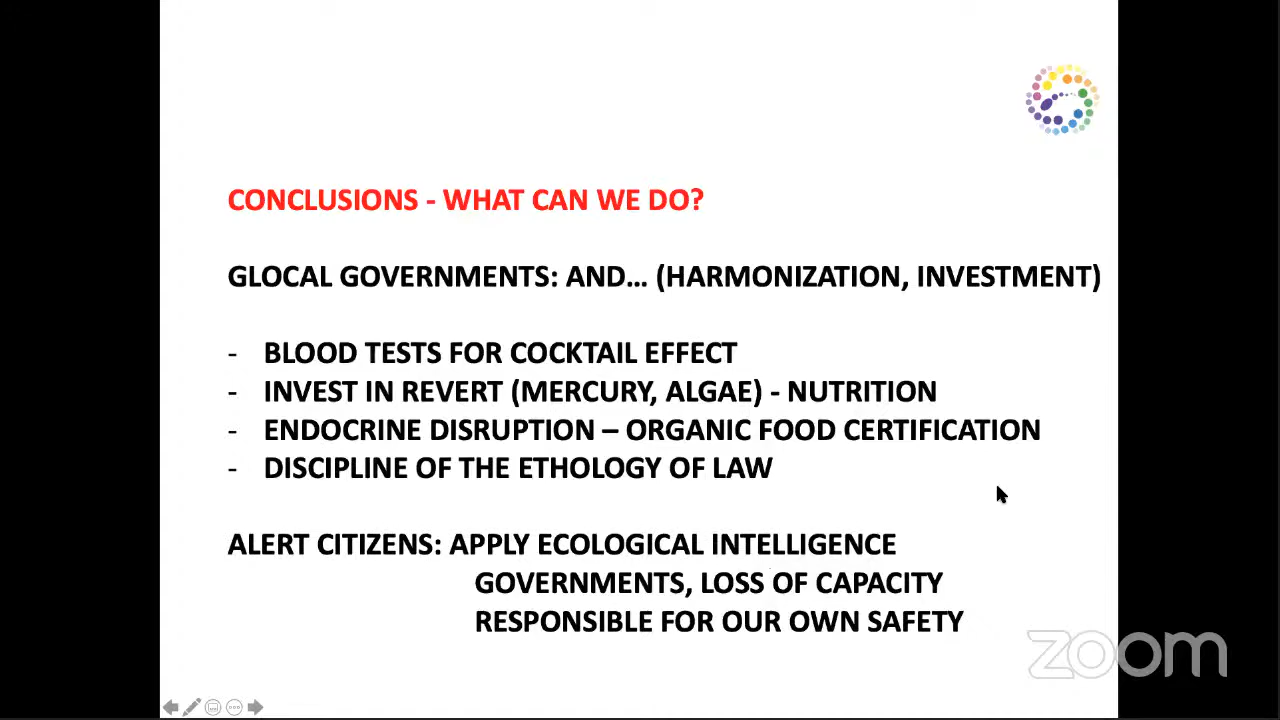 CONCLUSIONS - WHAT CAN WE DO?
GLOCAL GOVERNMENTS: AND... (HARMONIZATION, INVESTMENT)
- BLOOD TESTS FOR COCKTAIL EFFECT
- INVEST IN REVERT (MERCURY, ALGAE) - NUTRITION
- ENDOCRINE DISRUPTION – ORGANIC FOOD CERTIFICATION
- DISCIPLINE OF THE ETHOLOGY OF LAW
ALERT CITIZENS: APPLY ECOLOGICAL INTELLIGENCE
GOVERNMENTS, LOSS OF CAPACITY
RESPONSIBLE FOR OUR OWN SAFETY
zoom